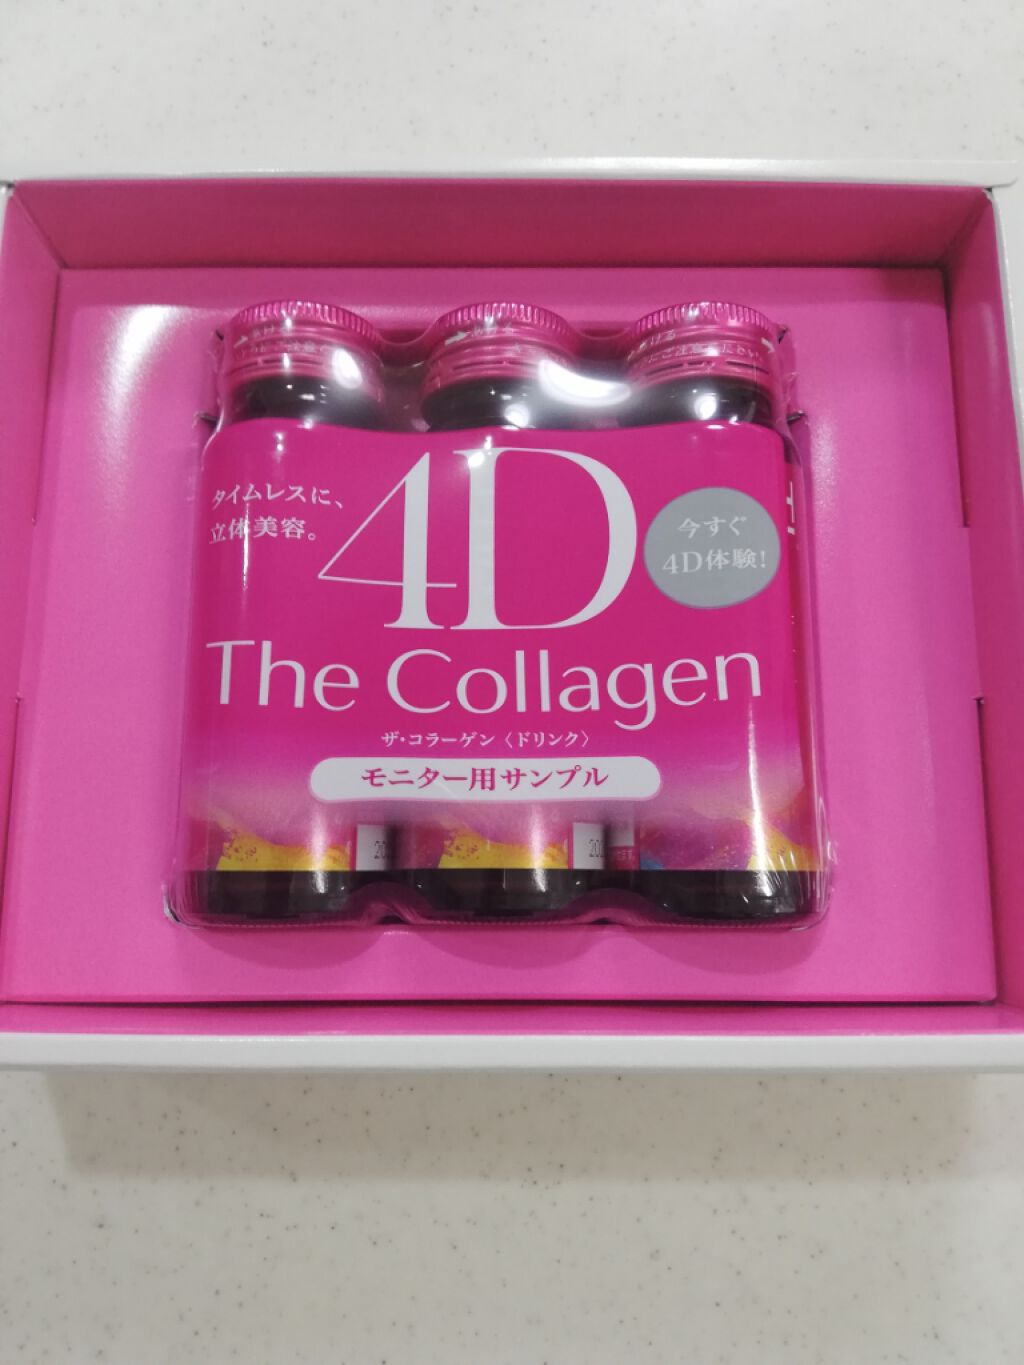 タイムレスに、
立体美容。
4D
今すぐ
4D体験!
The Collagen
ザ・コラーゲン〈ドリンク〉
モニター用サンプル